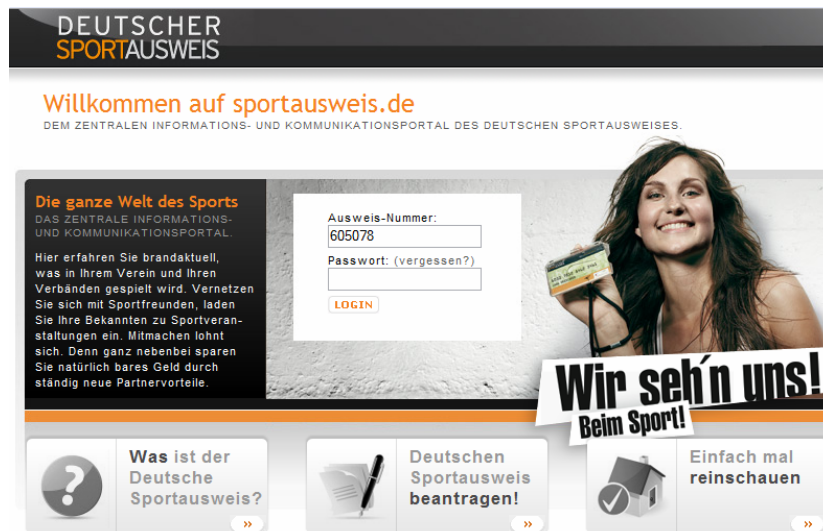 DEUTSCHER
SPORTAUSWEIS
Willkommen auf sportausweis.de
DEM ZENTRALEN INFORMATIONS- UND KOMMUNIKATIONSPORTAL DES DEUTSCHEN SPORTAUSWEISES.
Die ganze Welt des Sports
DAS ZENTRALE INFORMATIONS-
UND KOMMUNIKATIONSPORTAL.
Hier erfahren Sie brandaktuell,
was in Ihrem Verein und Ihren
Verbänden gespielt wird. Vernetzen
Sie sich mit Sportfreunden, laden
Sie Ihre Bekannten zu Sportveran-
staltungen ein. Mitmachen lohnt
sich. Denn ganz nebenbei sparen
Sie natürlich bares Geld durch
ständig neue Partnervorteile.
Ausweis-Nummer:
605078
Passwort: (vergessen?)
LOGIN
Wir seh'n uns!
Beim Sport!
Was ist der
Deutsche
Sportausweis?
»
Deutschen
Sportausweis
beantragen!
»
Einfach mal
reinschauen
»